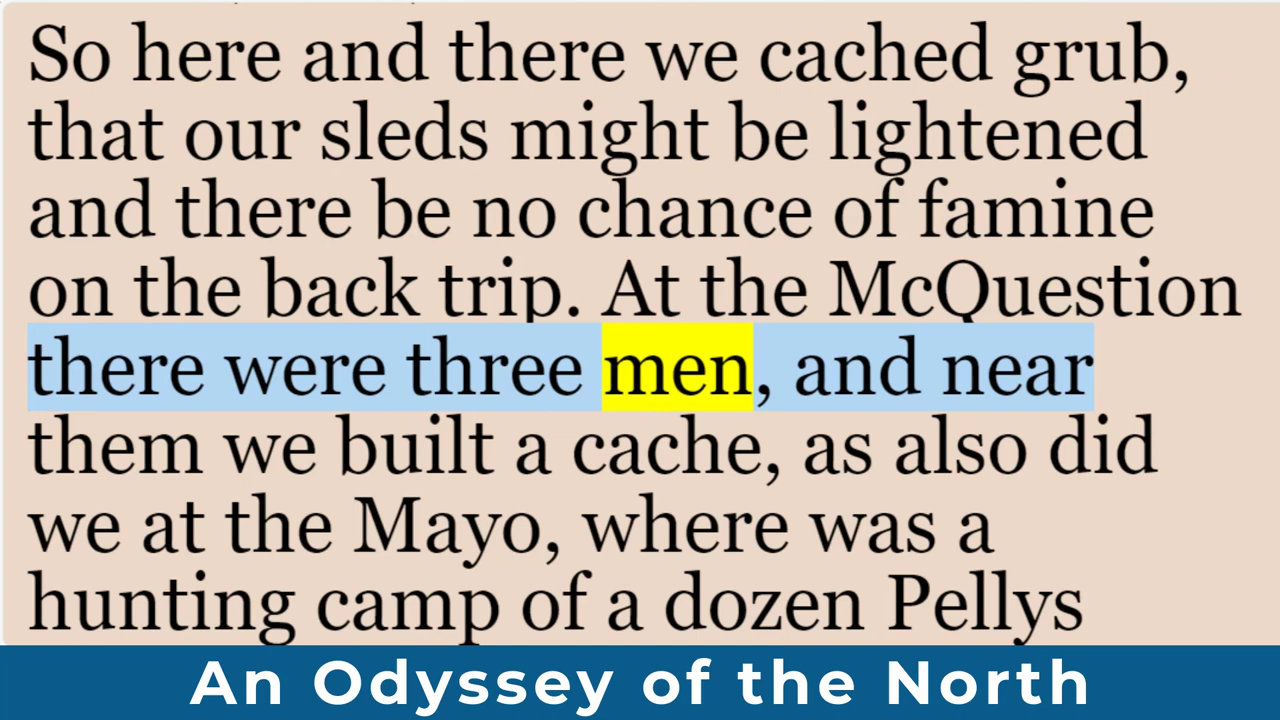 So here and there we cached grub,
that our sleds might be lightened
and there be no chance of famine
on the back trip. At the McQuestion
there were three men, and near
them we built a cache, as also did
we at the Mayo, where was a
hunting camp of a dozen Pellys
An Odyssey of the North